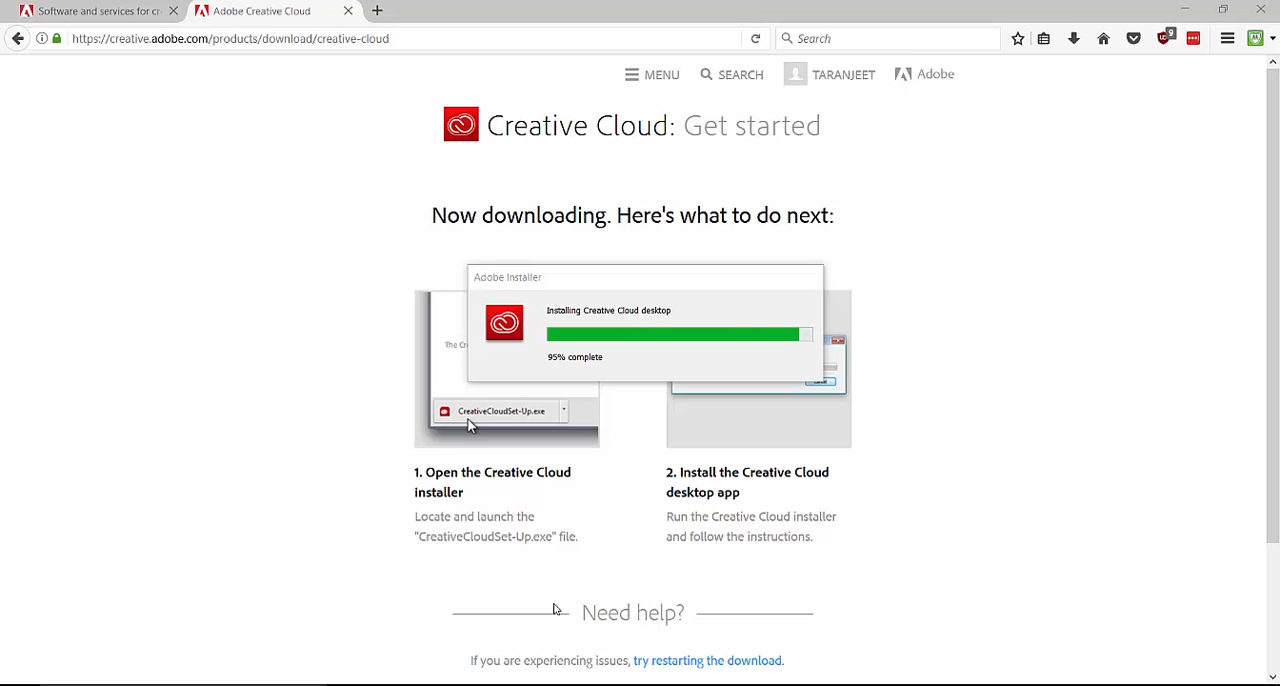 Software and services for cr
Adobe Creative Cloud
https://creative.adobe.com/products/download/creative-cloud
Search
9
MENU
SEARCH
TARANJEET
Adobe
Creative Cloud: Get started
Now downloading. Here's what to do next:
Adobe Installer
Installing Creative Cloud desktop
95% complete
The Cr
CreativeCloudSet-Up.exe
1. Open the Creative Cloud
installer
Locate and launch the
"CreativeCloudSet-Up.exe" file.
2. Install the Creative Cloud
desktop app
Run the Creative Cloud installer
and follow the instructions.
Need help?
If you are experiencing issues, try restarting the download.